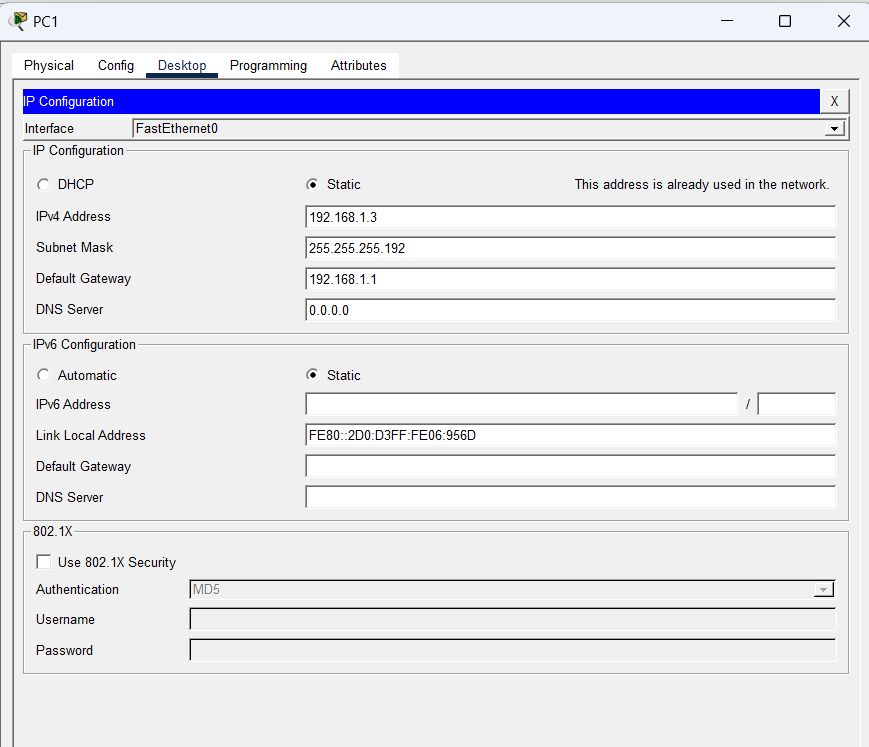 PC1
Physical Config Desktop Programming Attributes
IP Configuration X
Interface FastEthernet0
IP Configuration
DHCP Static This address is already used in the network.
IPv4 Address 192.168.1.3
Subnet Mask 255.255.255.192
Default Gateway 192.168.1.1
DNS Server 0.0.0.0
IPv6 Configuration
Automatic Static
IPv6 Address /
Link Local Address FE80::2D0:D3FF:FE06:956D
Default Gateway
DNS Server
802.1X
Use 802.1X Security
Authentication MD5
Username
Password